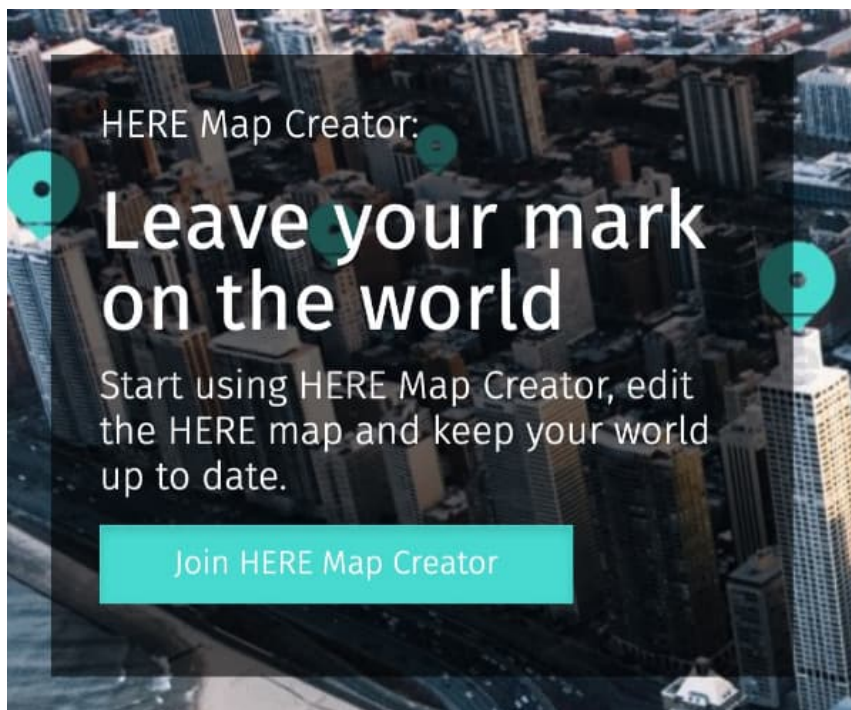 HERE Map Creator:
Leave your mark
on the world
Start using HERE Map Creator, edit
the HERE map and keep your world
up to date.
Join HERE Map Creator